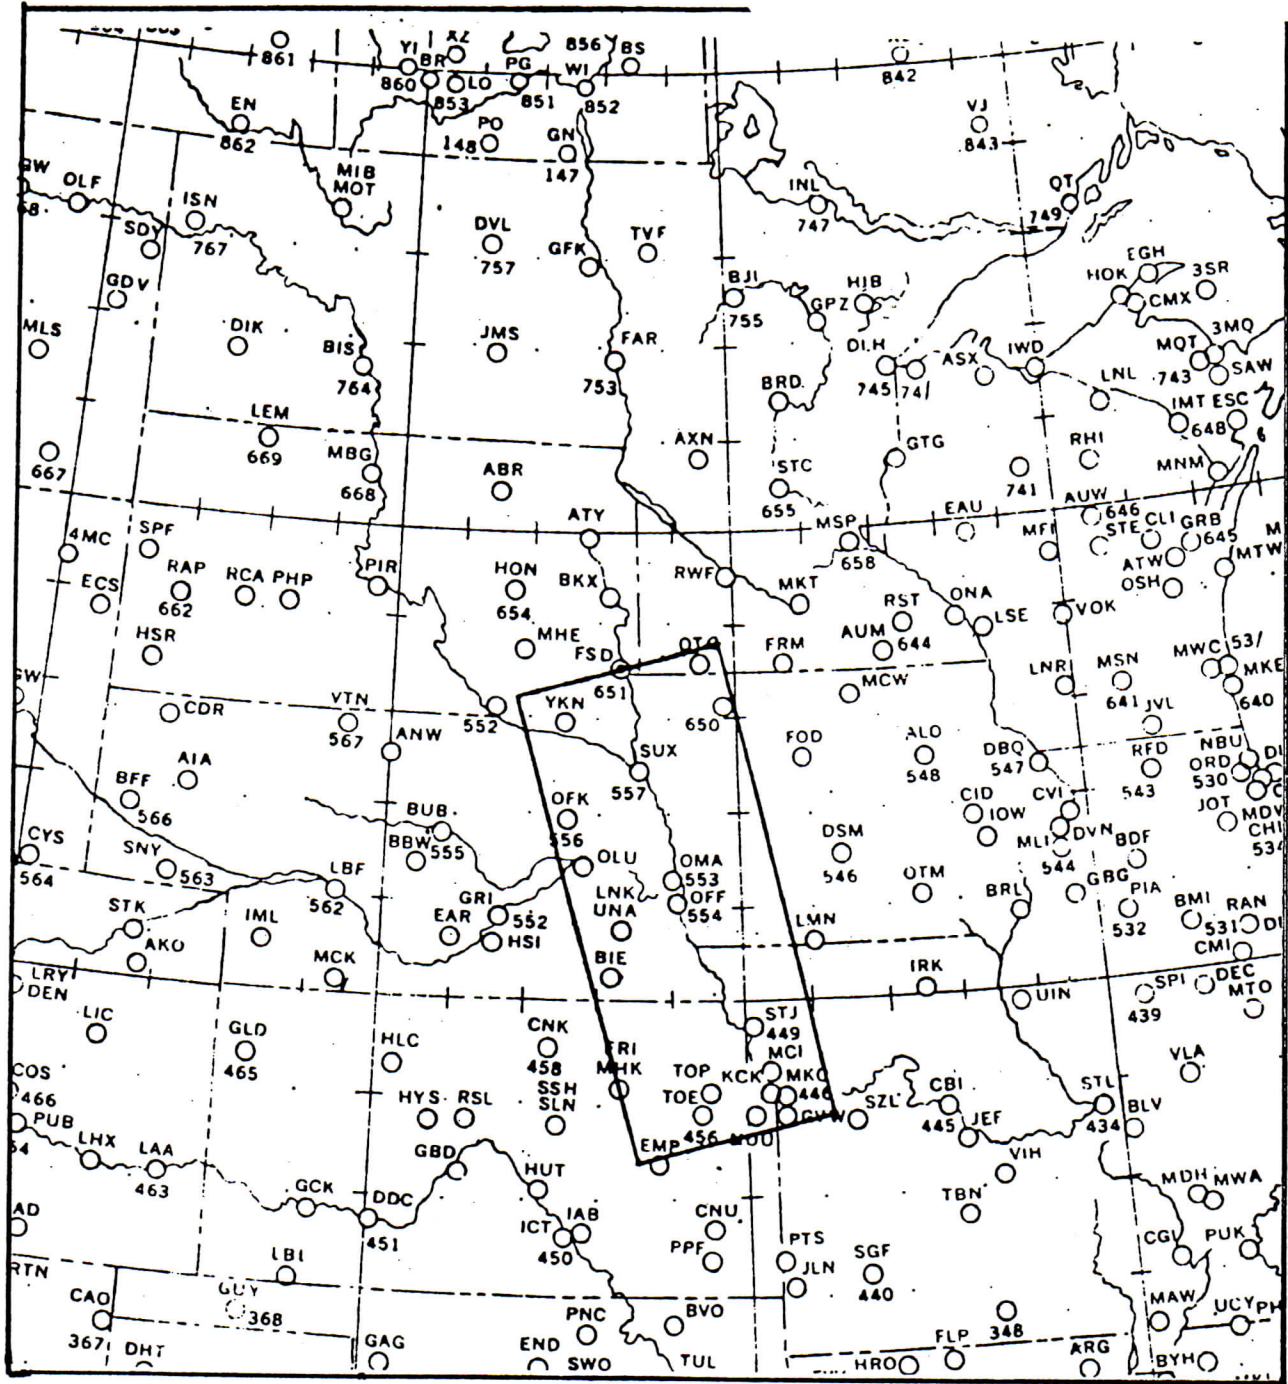 861
YI
BR
XZ
PG
856
BS
WI
860
853
LO
851
852
842
EN
862
PO
148
GN
147
VJ
843
MIB
MOT
GW
OLF
ISN
767
SDY
INL
747
QT
749
DVL
757
GFK
TVF
GDV
BJI
755
HIB
GPZ
HOK
EGH
CMX
3SR
MLS
DIK
BIS
764
JMS
FAR
753
DLH
745
ASX
IWD
3MQ
MQT
743
SAW
BRD
LNL
IMT
ESC
648
LEM
669
667
MBG
668
AXN
GTG
RHI
741
MNM
ABR
STC
655
ATY
MSP
658
EAU
AUW
646
MFI
STE
CLI
GRB
645
ATW
OSH
MTW
4MC
SPF
ECS
RAP
662
RCA
PHP
PIR
HON
654
BKX
RWF
MKT
ONA
RST
644
LSE
VOK
HSR
MHE
FSD
651
FRM
AUM
MCW
LNR
MSN
641
MWC
53/
MKE
640
GW
CDR
VTN
567
ANW
552
YKN
650
JVL
SUX
557
FOD
ALO
548
DBQ
547
RFD
543
NBU
ORD
530
AIA
BFF
566
CVI
CID
IOW
JOT
MDW
CHI
534
BUB
555
OFK
556
BBW
DSM
546
MLI
DVN
544
BDF
CYS
564
SNY
563
LBF
562
OLU
OMA
553
OFF
554
OTM
GBG
PIA
532
BRL
LNK
UNA
GRI
552
EAR
HSI
STK
IML
AKO
LMN
BMI
531
RAN
CMI
LRY
DEN
MCK
BIE
IRK
UIN
SPI
439
DEC
MTO
LIC
GLD
465
HLC
CNK
458
FRI
MHK
STJ
449
MCI
VLA
COS
466
PUB
HYS
RSL
SSH
SLN
TOP
TOE
456
KCK
MKC
446
GVW
SZL
CBI
445
JEF
STL
434
BLV
LHX
LAA
463
GBD
HUT
EMP
VIH
MDH
MWA
GCK
DDC
451
ICT
450
IAB
CNU
TBN
AD
LBL
PPF
PTS
JLN
SGF
440
CGI
PUK
RTN
CAO
367
GUY
368
PNC
BVO
348
MAW
UCY
DHT
GAG
END
SWO
TUL
HRO
FLP
ARG
BYH